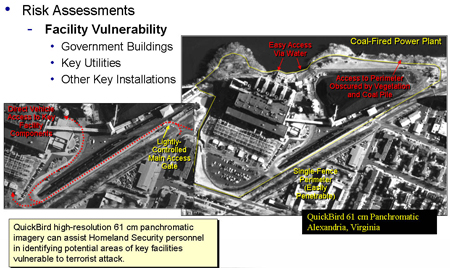 • Risk Assessments
- Facility Vulnerability
• Government Buildings
• Key Utilities
• Other Key Installations
Coal-Fired Power Plant
Easy Access
Via Water
Access to Perimeter
Obscured by Vegetation
and Coal Pile
Direct Vehicle
Access to Key
Facility
Components
Lightly-
Controlled
Main Access
Gate
Single Fence
Perimeter
(Easily
Penetrable)
QuickBird 61 cm Panchromatic
Alexandria, Virginia
QuickBird high-resolution 61 cm panchromatic
imagery can assist Homeland Security personnel
in identifying potential areas of key facilities
vulnerable to terrorist attack.